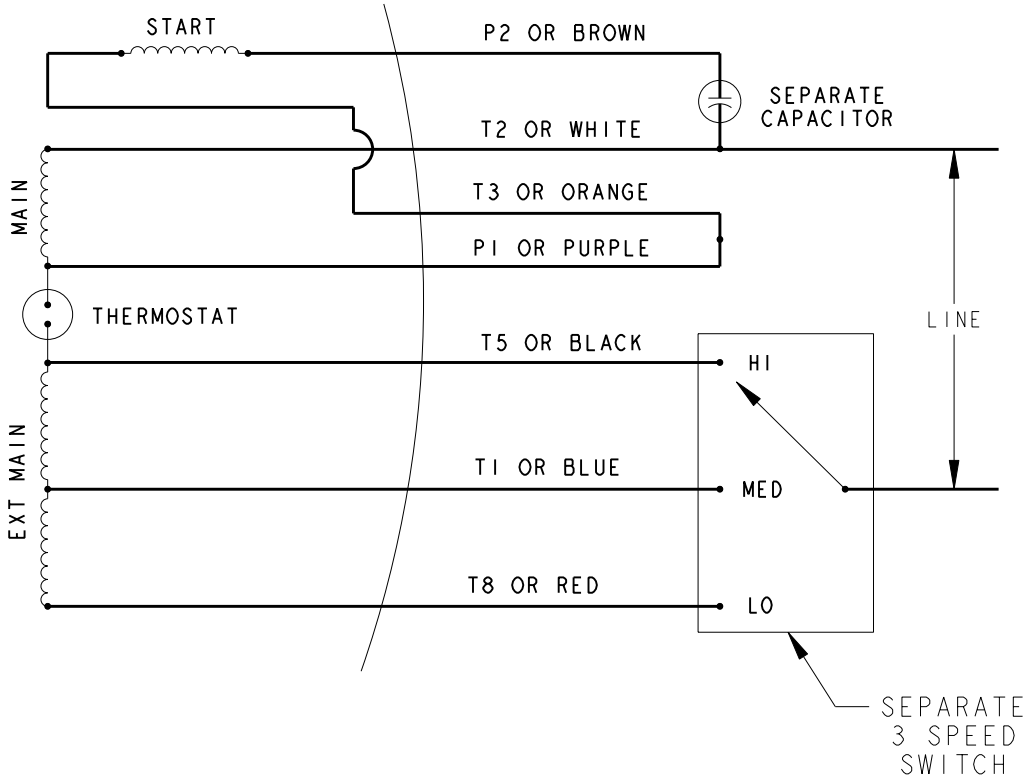 START
P2 OR BROWN
SEPARATE
CAPACITOR
T2 OR WHITE
MAIN
T3 OR ORANGE
P1 OR PURPLE
THERMOSTAT
LINE
T5 OR BLACK
HI
EXT MAIN
T1 OR BLUE
MED
T8 OR RED
LO
SEPARATE
3 SPEED
SWITCH